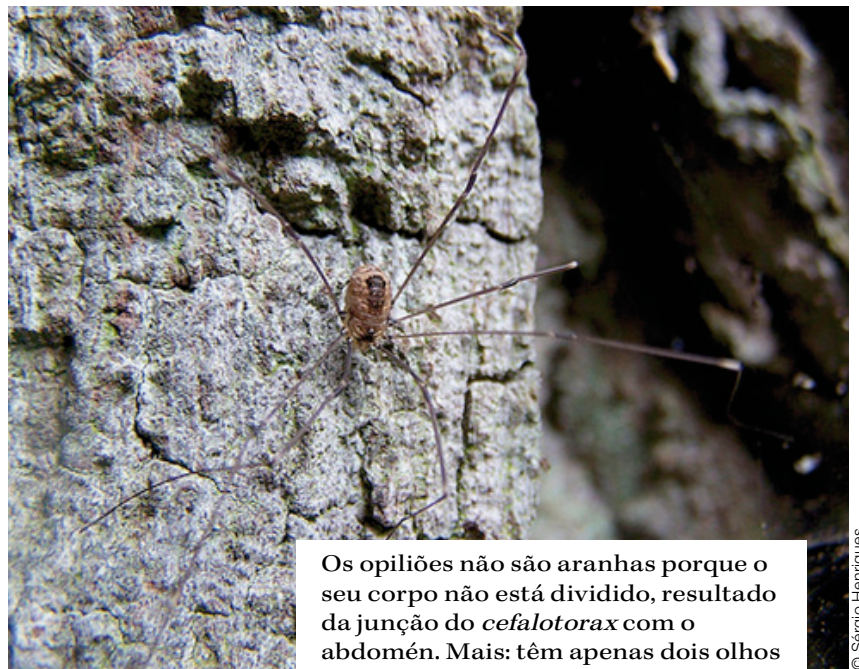 Os opiliões não são aranhas porque o
seu corpo não está dividido, resultado
da junção do cefalotorax com o
abdomén. Mais: têm apenas dois olhos
© Sérgio Henriques